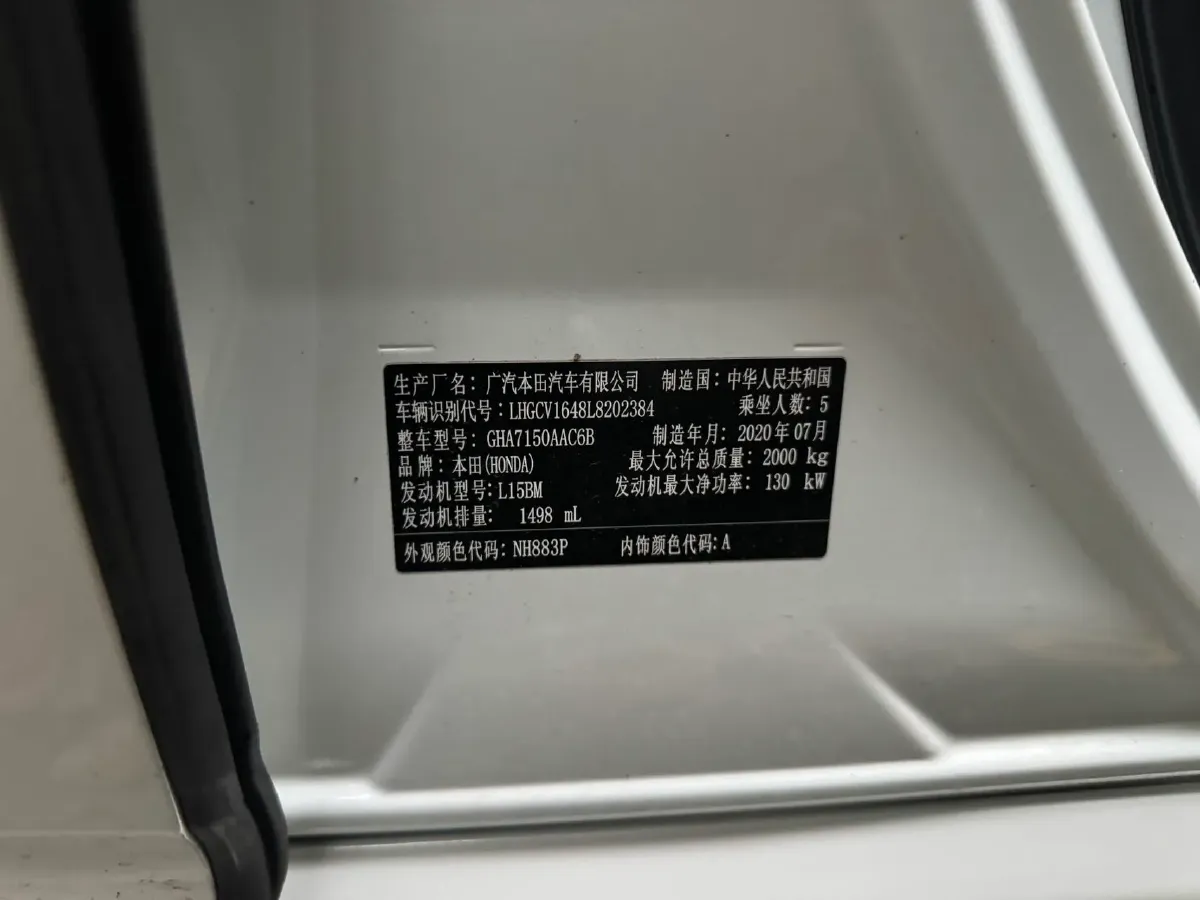 生产厂名：广汽本田汽车有限公司 制造国：中华人民共和国
车辆识别代号：LHGCV1648L8202384 乘坐人数：5
整车型号：GHA7150AAC6B 制造年月：2020年07月
品牌：本田(HONDA) 最大允许总质量：2000 kg
发动机型号：L15BM 发动机最大净功率：130 kW
发动机排量： 1498 mL
外观颜色代码：NH883P 内饰颜色代码：A